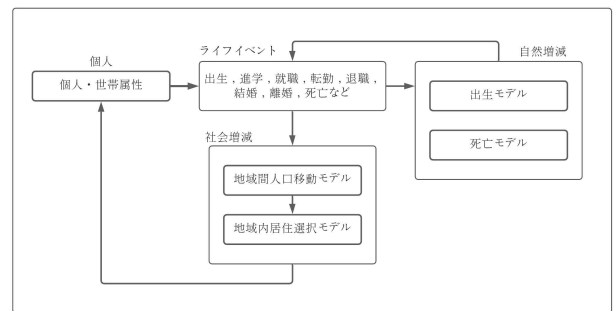 個人
個人・世帯属性
ライフイベント
出生,進学,就職,転勤,退職,
結婚,離婚,死亡など
自然増減
出生モデル
死亡モデル
社会増減
地域間人口移動モデル
地域内居住選択モデル